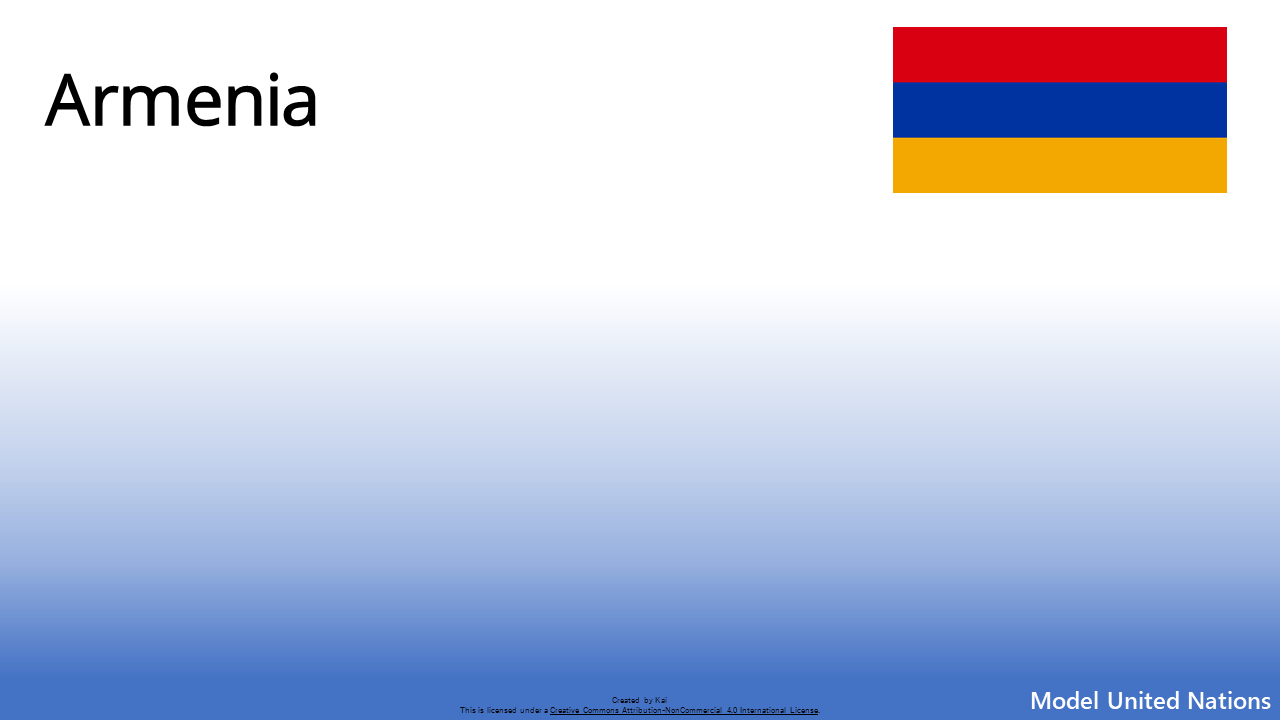 Armenia
Created by Kai
This is licensed under a Creative Commons Attribution-NonCommercial 4.0 International License.
Model United Nations